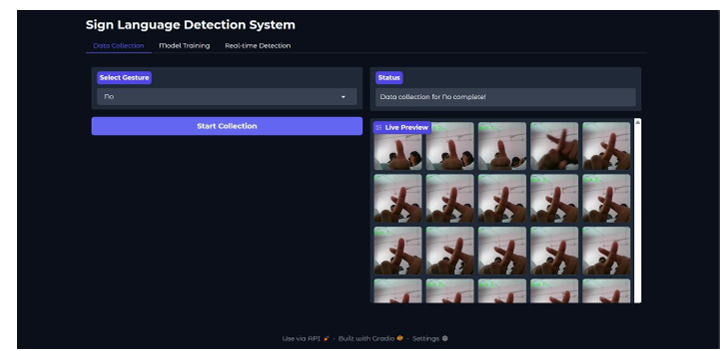 Sign Language Detection System
Data Collection Model Training Real-time Detection
Select Gesture
No
Start Collection
Status
Data collection for No complete!
Live Preview
Use via API · Built with Gradio · Settings